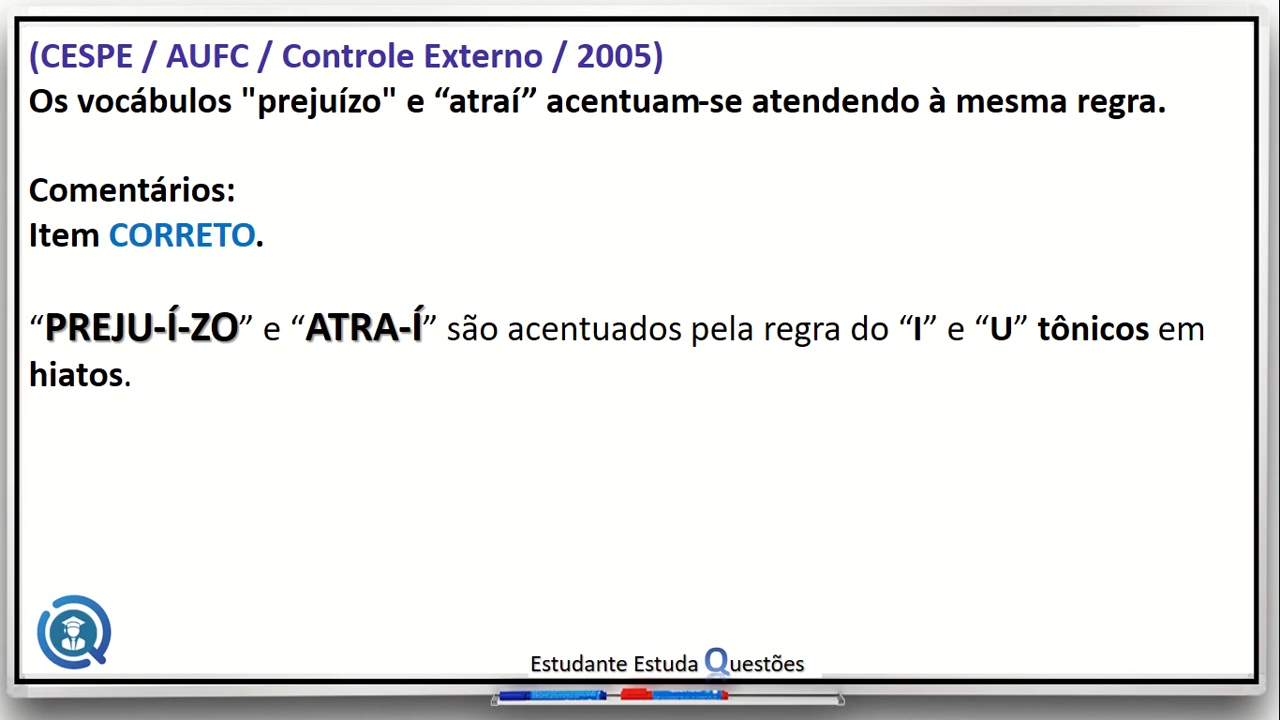 (CESPE / AUFC / Controle Externo / 2005)
Os vocábulos "prejuízo" e “atraí” acentuam-se atendendo à mesma regra.
Comentários:
Item CORRETO.
“PREJU-Í-ZO” e “ATRA-Í” são acentuados pela regra do “I” e “U” tônicos em
hiatos.
Estudante Estuda Questões